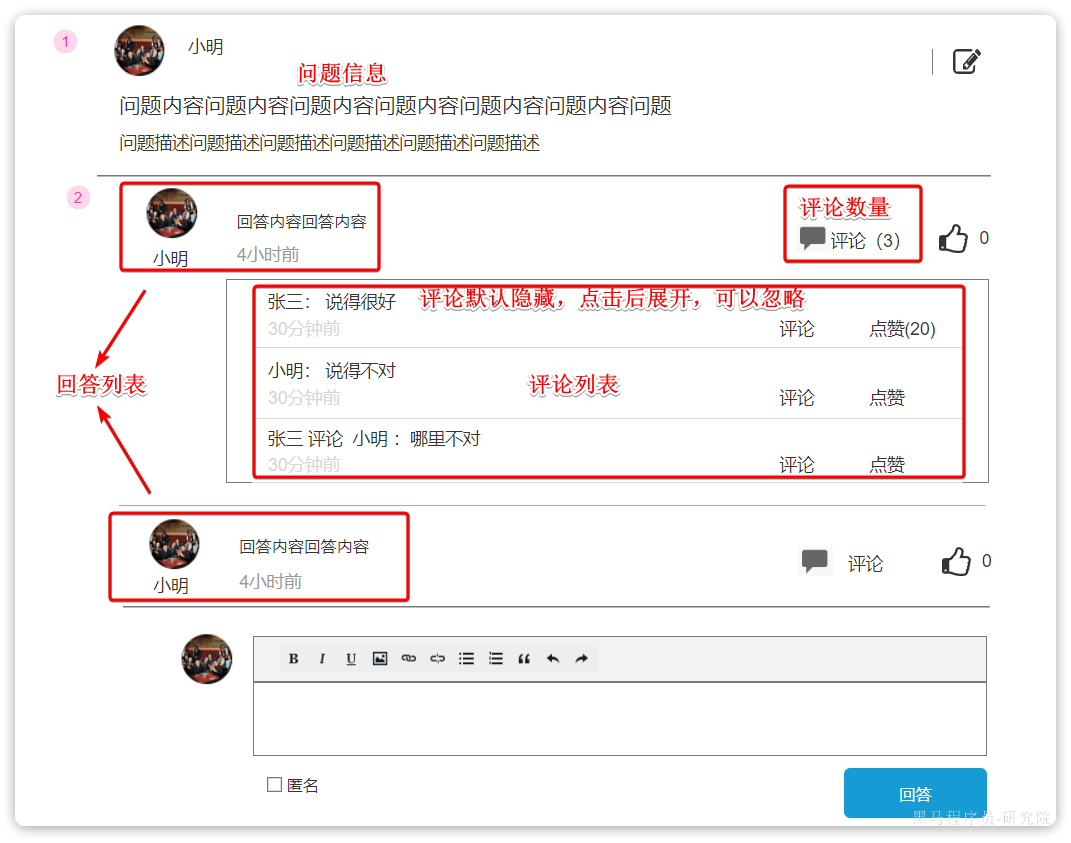 1
小明
问题信息
问题内容问题内容问题内容问题内容问题内容问题内容问题
问题描述问题描述问题描述问题描述问题描述问题描述
2
回答内容回答内容
小明
4小时前
评论数量
评论（3）
0
张三： 说得很好
评论默认隐藏，点击后展开，可以忽略
30分钟前
评论
点赞(20)
回答列表
小明： 说得不对
评论列表
30分钟前
评论
点赞
张三 评论 小明： 哪里不对
30分钟前
评论
点赞
回答内容回答内容
小明
4小时前
评论
0
B I U
匿名
回答
黑马程序员-研究院